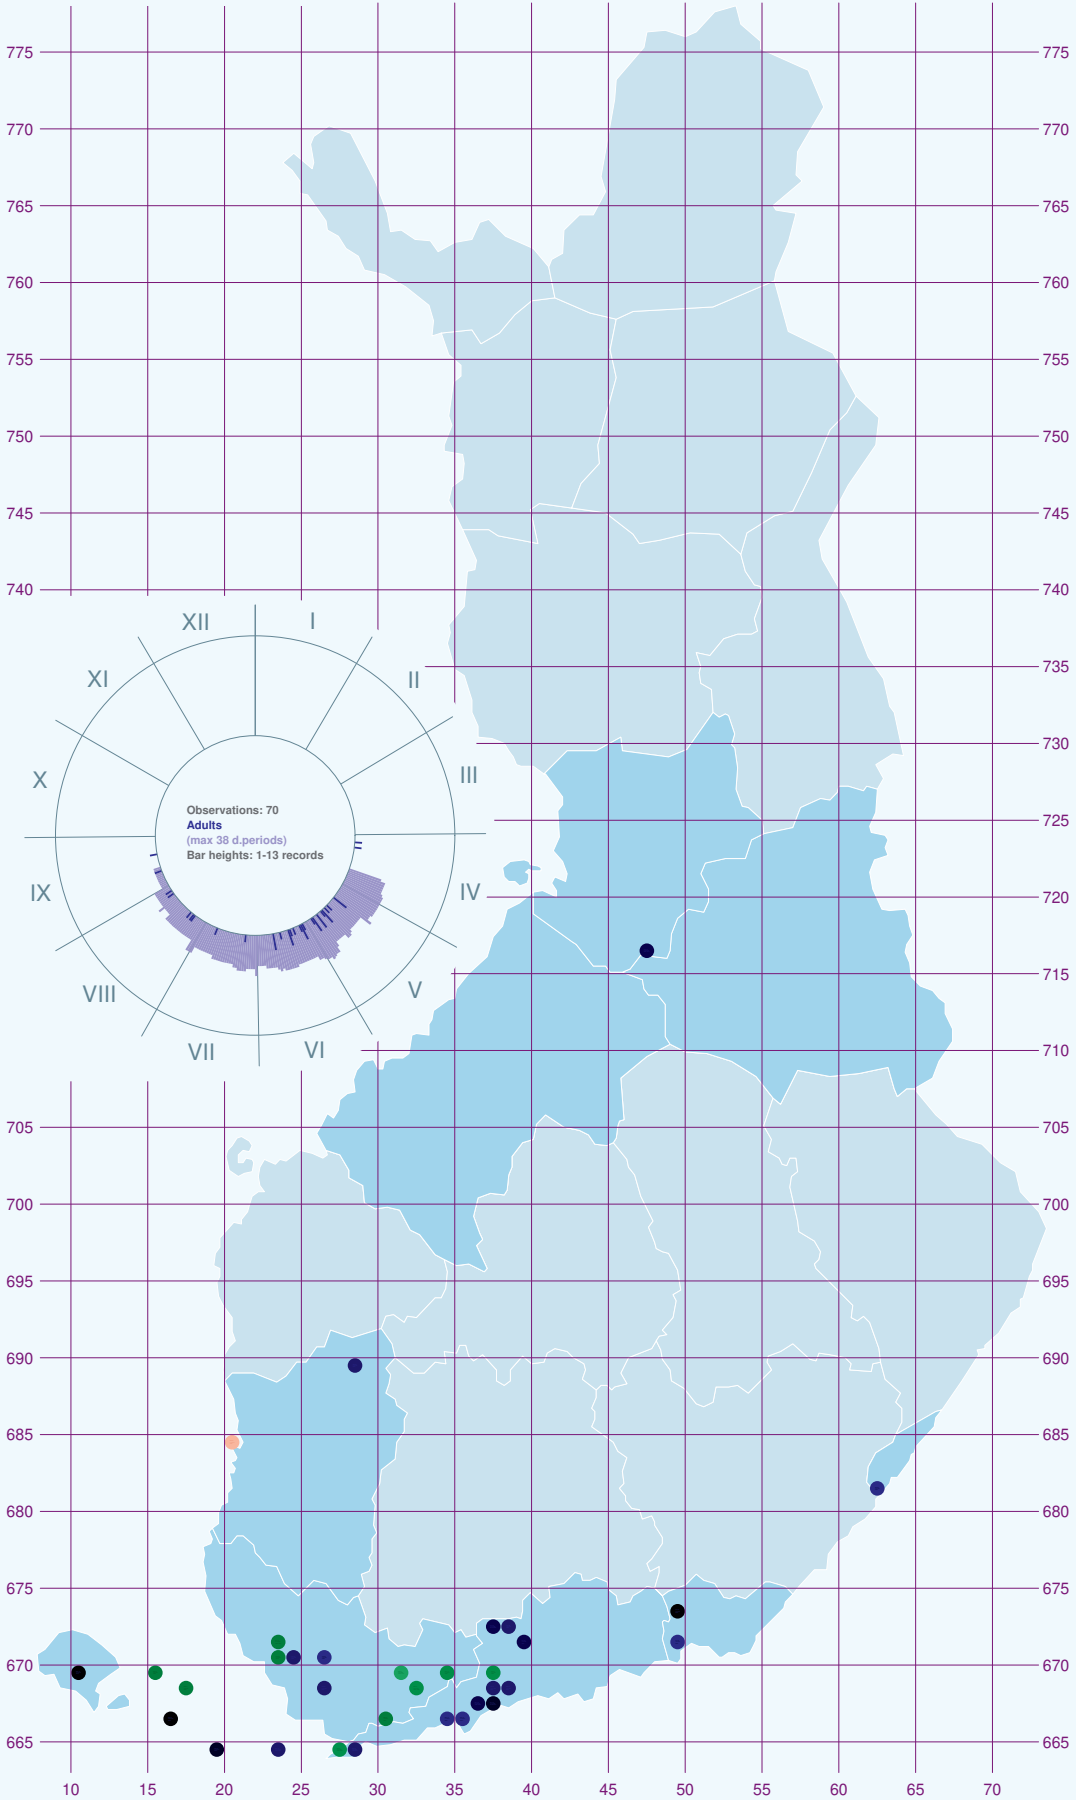 775 775
770 770
765 765
760 760
755 755
750 750
745 745
740 740
XII I
735
XI II
730
X III
Observations: 70
Adults
(max 38 d.periods)
Bar heights: 1-13 records
725
IX IV
720
VIII V
715
VII VI
710
705 705
700 700
695 695
690 690
685 685
680 680
675 675
670 670
665 665
10 15 20 25 30 35 40 45 50 55 60 65 70